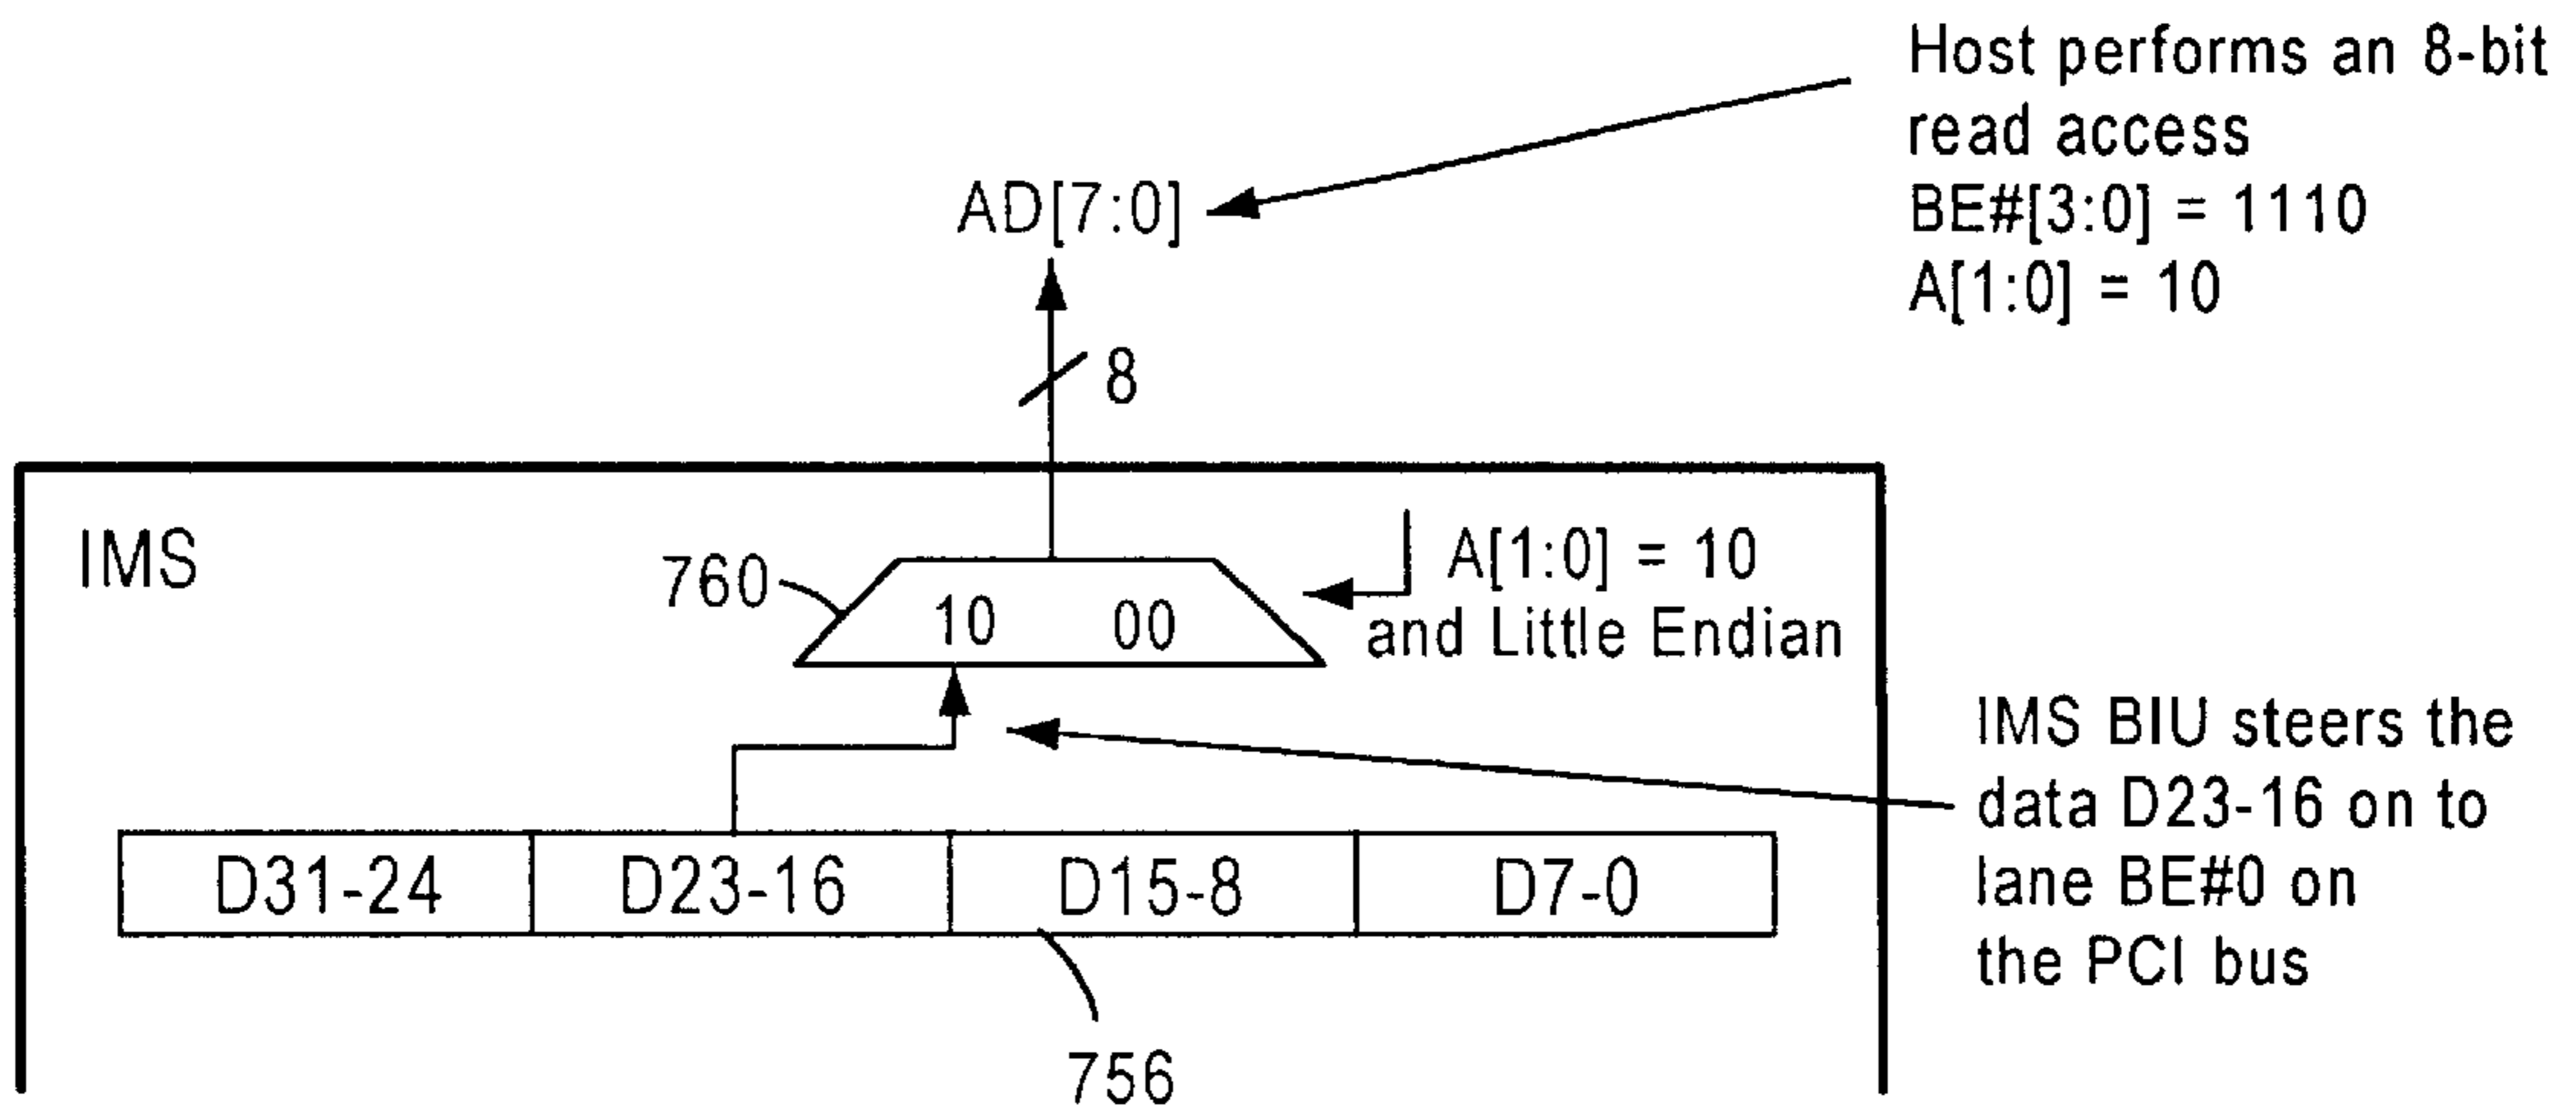 Host performs an 8-bit
read access
BE#[3:0] = 1110
A[1:0] = 10
AD[7:0]
8
IMS
760
10 00
A[1:0] = 10
and Little Endian
IMS BIU steers the
data D23-16 on to
lane BE#0 on
the PCI bus
D31-24 D23-16 D15-8 D7-0
756